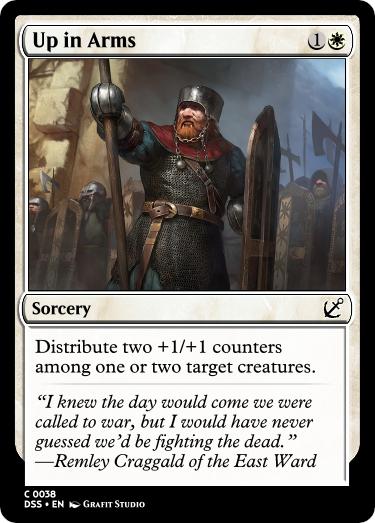 Up in Arms 1
Sorcery
Distribute two +1/+1 counters
among one or two target creatures.
“I knew the day would come we were
called to war, but I would have never
guessed we’d be fighting the dead.”
—Remley Craggald of the East Ward
C 0038
DSS • EN Grafit Studio